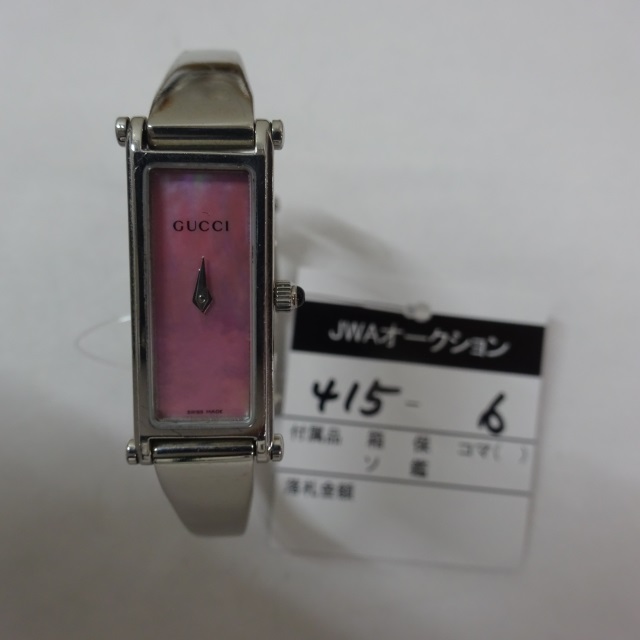 GUCCI
SWISS MADE
JWAオークション
415 - 6
付属品 箱 保 コマ( )
ソ 鑑
落札金額